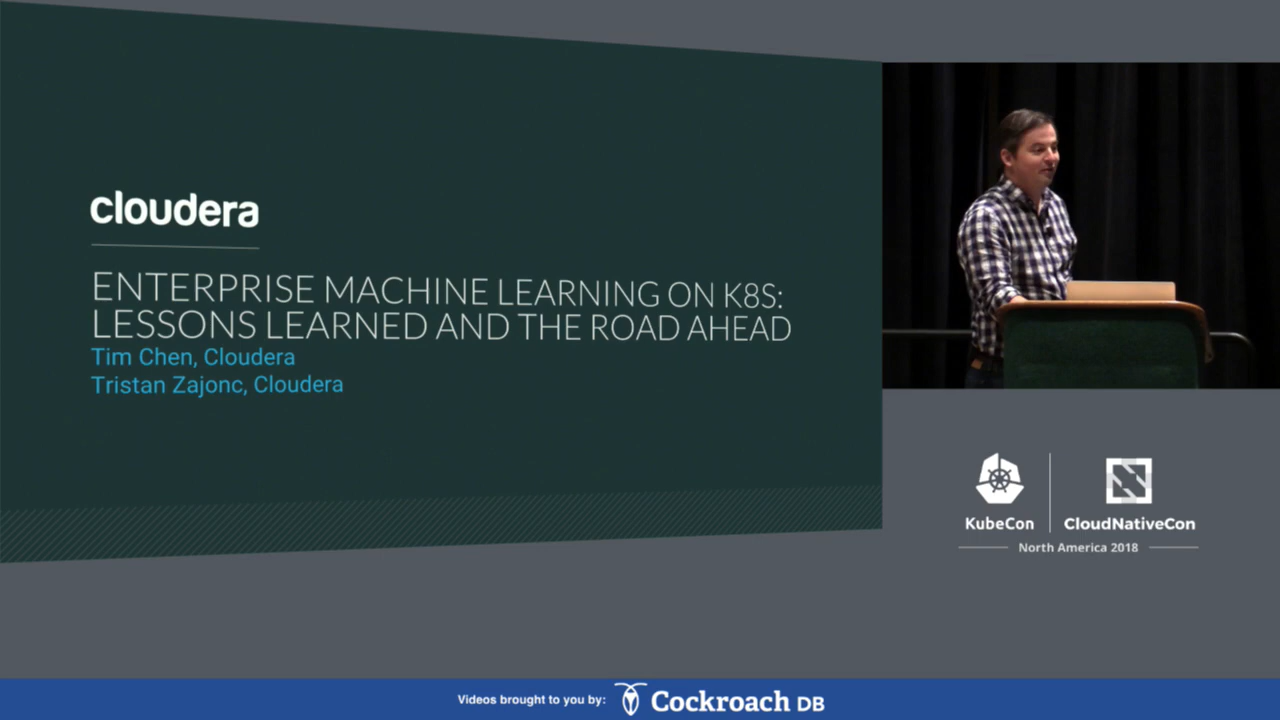 cloudera
ENTERPRISE MACHINE LEARNING ON K8S:
LESSONS LEARNED AND THE ROAD AHEAD
Tim Chen, Cloudera
Tristan Zajonc, Cloudera
KubeCon
CloudNativeCon
North America 2018
Videos brought to you by:
Cockroach DB